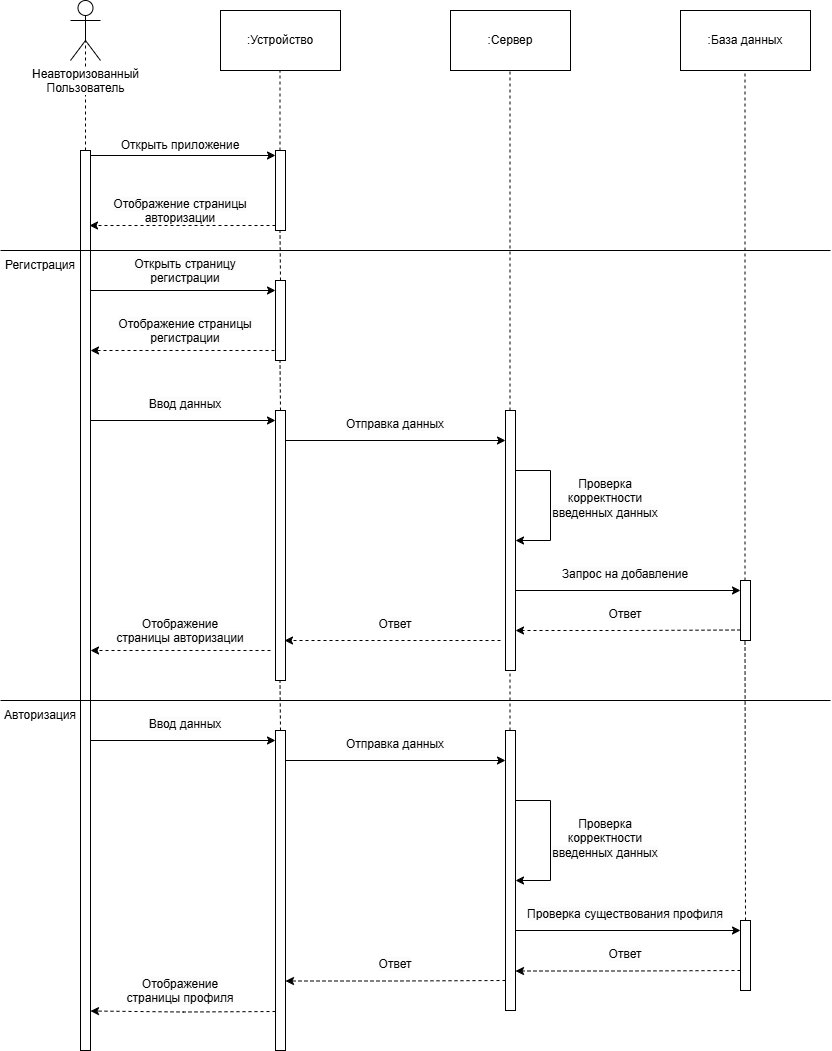 :Устройство
:Сервер
:База данных
Неавторизованный
Пользователь
Открыть приложение
Отображение страницы
авторизации
Регистрация
Открыть страницу
регистрации
Отображение страницы
регистрации
Ввод данных
Отправка данных
Проверка
корректности
введенных данных
Запрос на добавление
Ответ
Ответ
Отображение
страницы авторизации
Авторизация
Ввод данных
Отправка данных
Проверка
корректности
введенных данных
Проверка существования профиля
Ответ
Ответ
Отображение
страницы профиля